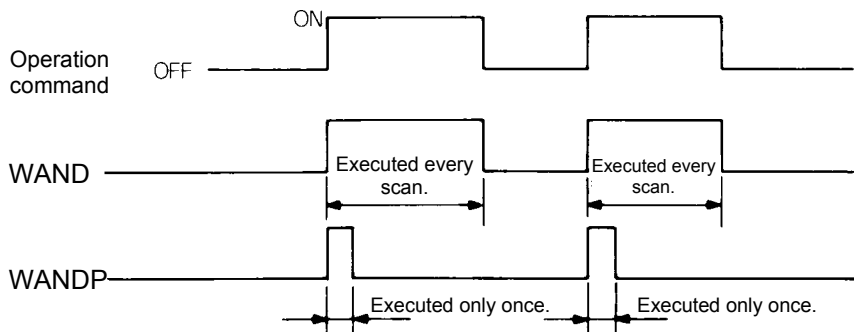 ON
Operation
command
OFF
WAND
Executed every
scan.
Executed every
scan.
WANDP
Executed only once.
Executed only once.